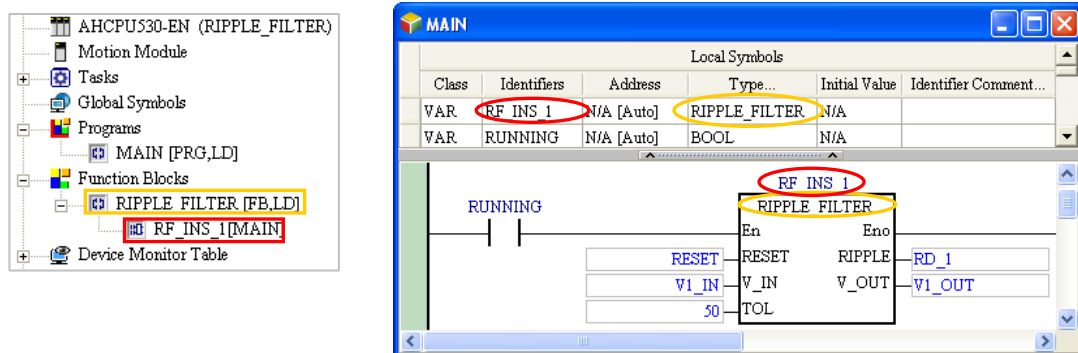 AHCPU530-EN (RIPPLE_FILTER)
Motion Module
Tasks
Global Symbols
Programs
MAIN [PRG,LD]
Function Blocks
RIPPLE_FILTER [FB,LD]
RF_INS_1[MAIN]
Device Monitor Table
MAIN
Local Symbols
Class Identifiers Address Type... Initial Value Identifier Comment...
VAR RF_INS_1 N/A [Auto] RIPPLE_FILTER N/A
VAR RUNNING N/A [Auto] BOOL N/A
RF_INS_1
RUNNING RIPPLE_FILTER
En Eno
RESET RESET RIPPLE RD_1
V1_IN V_IN V_OUT V1_OUT
50 TOL